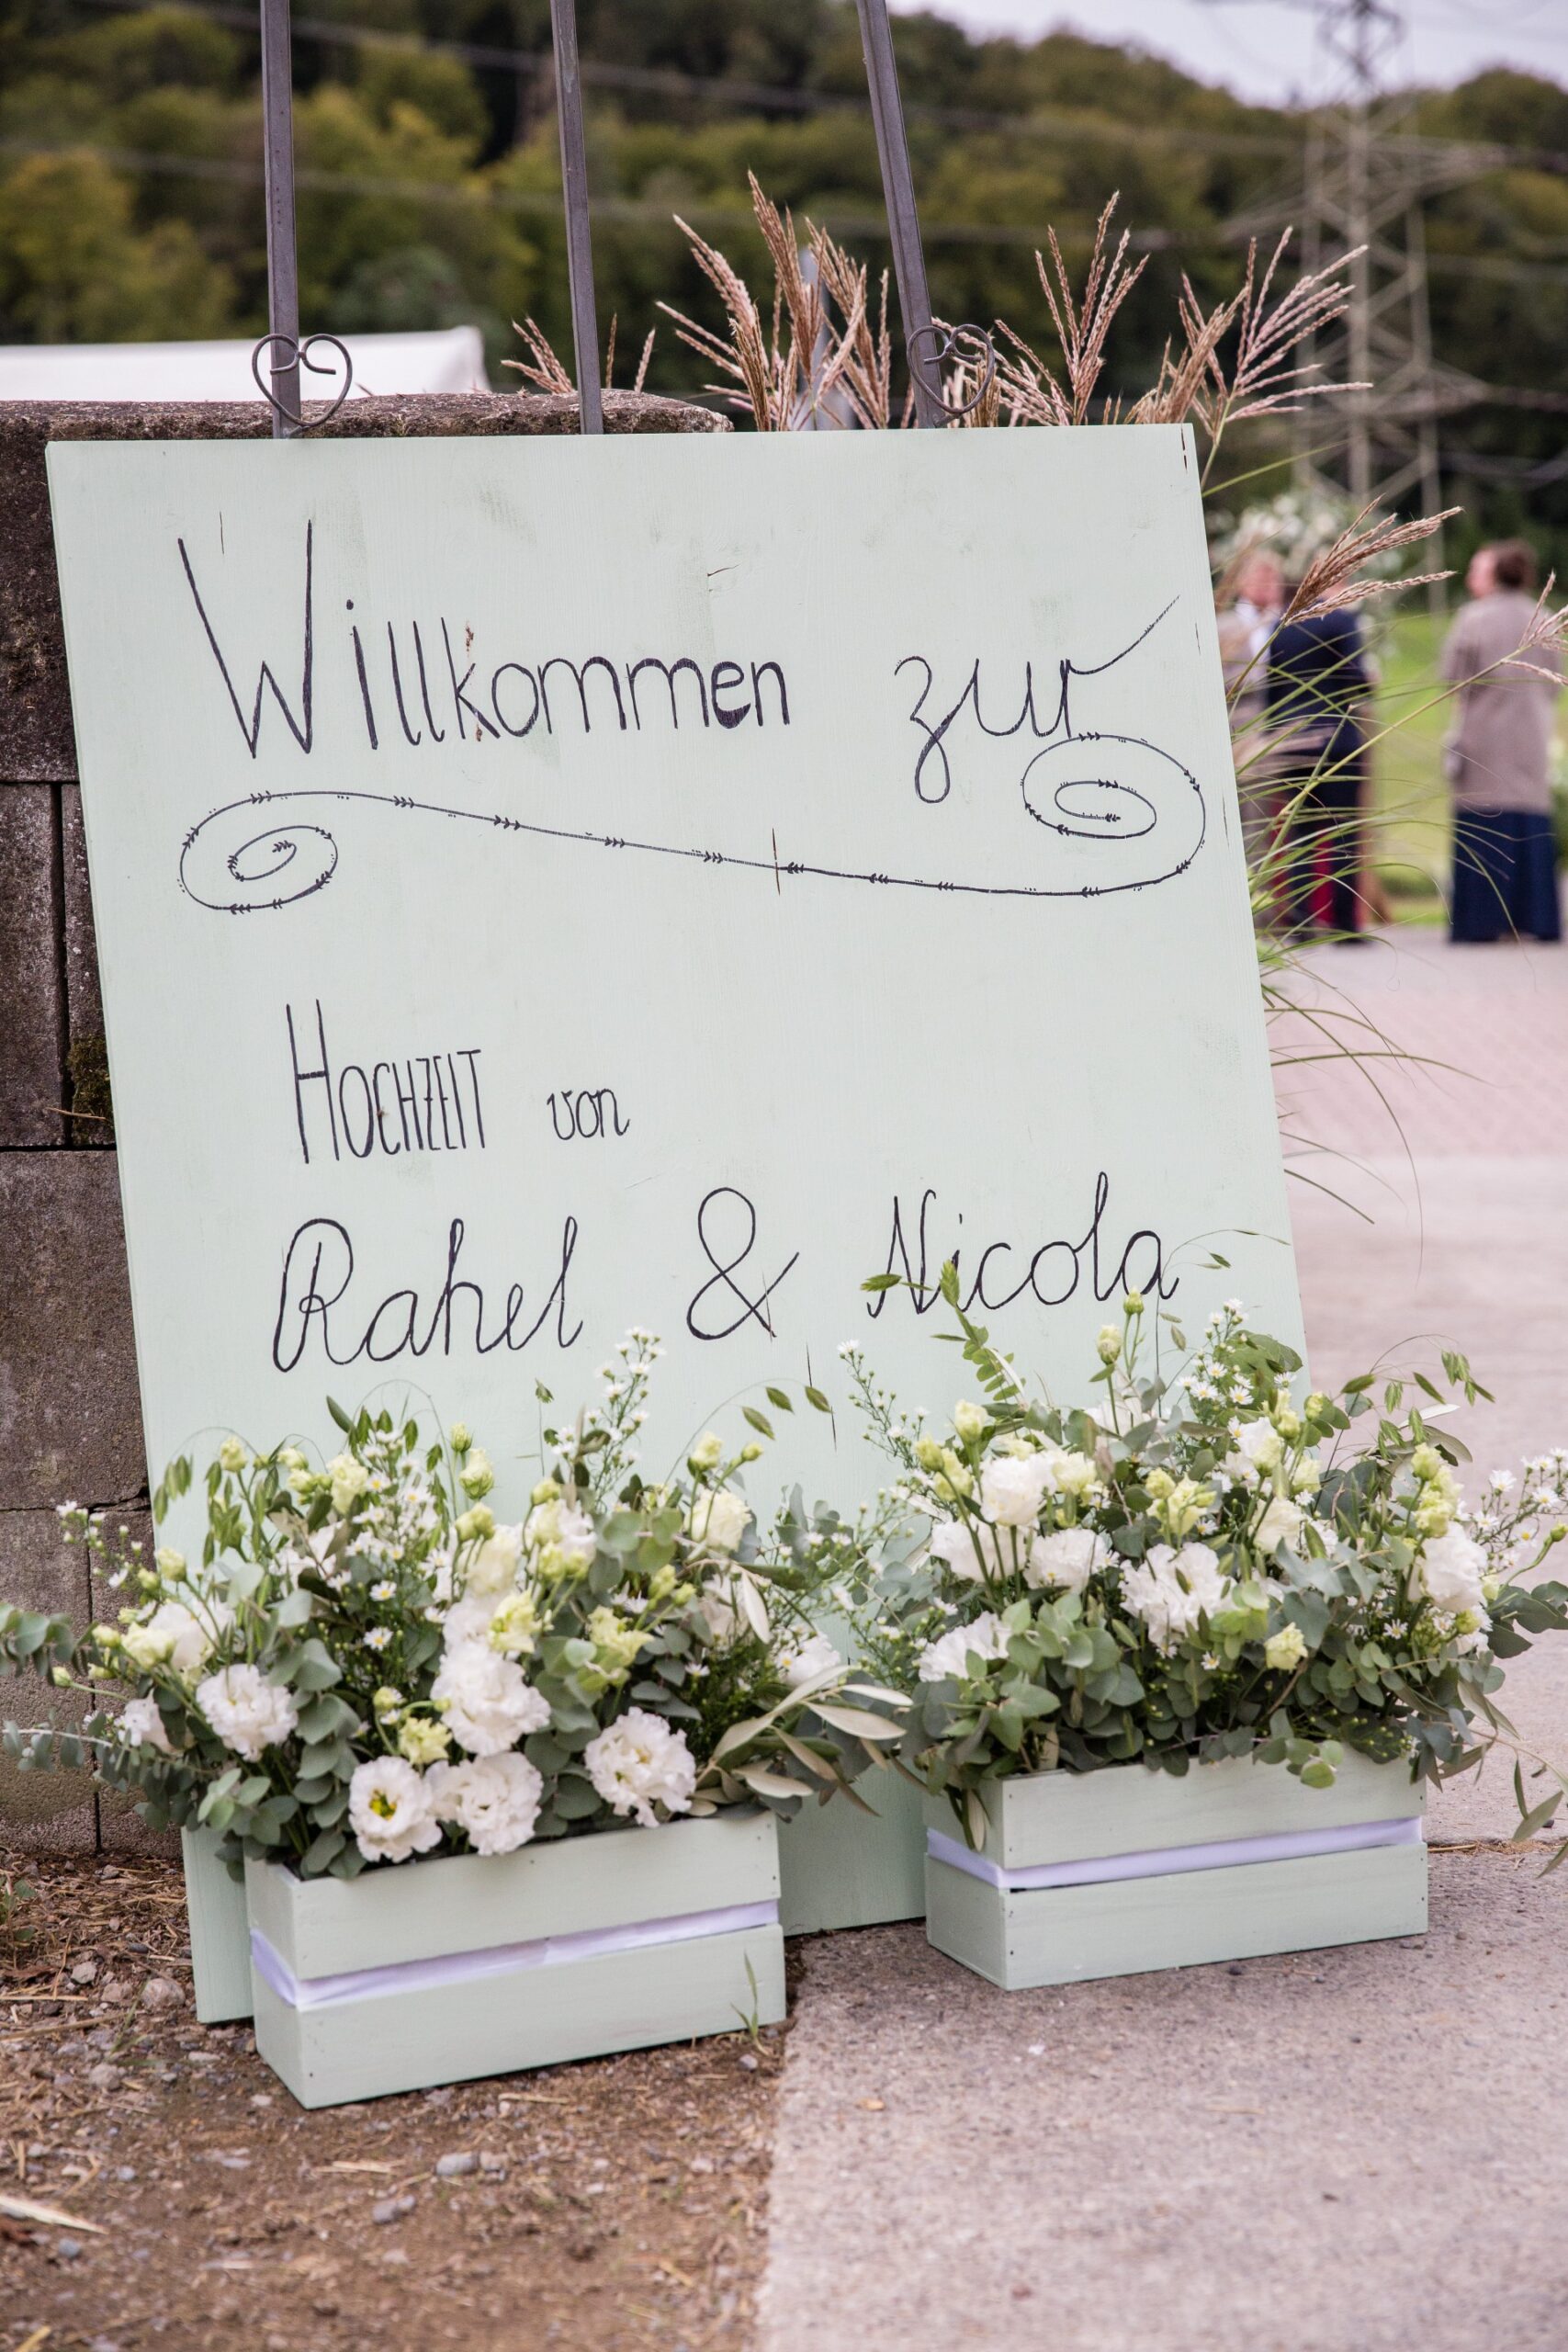 Willkommen zur
HOCHZEIT von
Rahel & Nicola